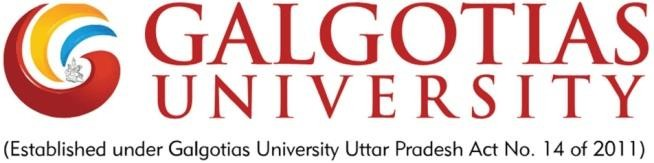 GALGOTIAS
UNIVERSITY
(Established under Galgotias University Uttar Pradesh Act No. 14 of 2011)